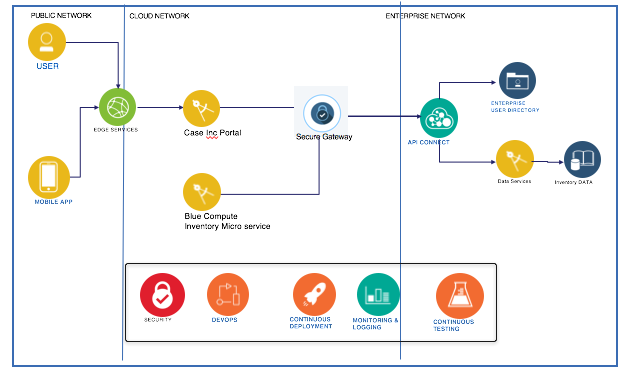 PUBLIC NETWORK
CLOUD NETWORK
ENTERPRISE NETWORK
USER
EDGE SERVICES
Case Inc Portal
Secure Gateway
API CONNECT
ENTERPRISE
USER DIRECTORY
Data Services
Inventory DATA
MOBILE APP
Blue Compute
Inventory Micro service
SECURITY
DEVOPS
CONTINUOUS
DEPLOYMENT
MONITORING &
LOGGING
CONTINUOUS
TESTING